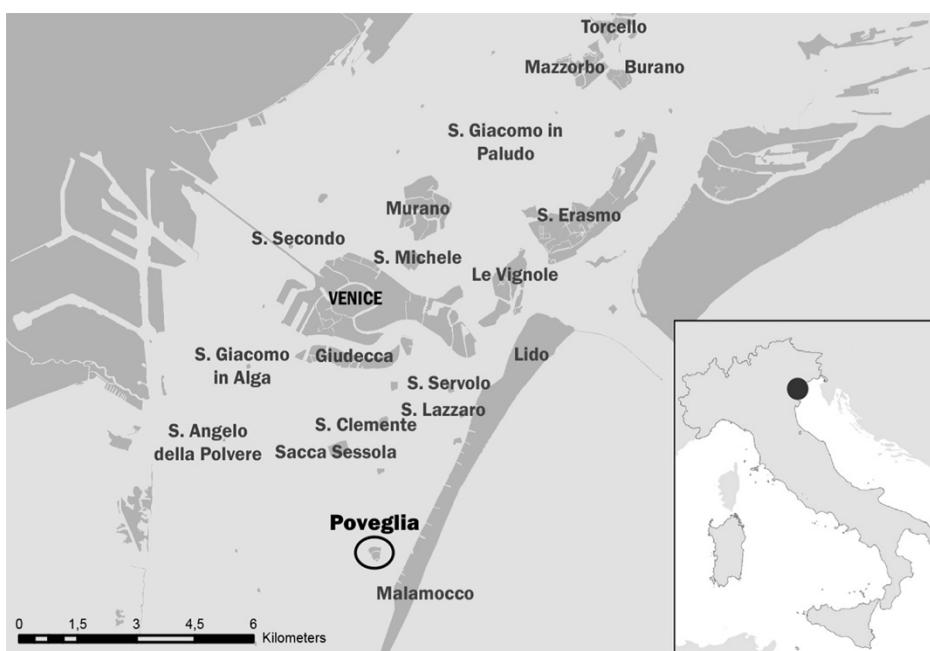 Torcello
Mazzorbo
Burano
S. Giacomo in
Paludo
Murano
S. Erasmo
S. Secondo
S. Michele
Le Vignole
VENICE
S. Giacomo
in Alga
Giudecca
Lido
S. Servolo
S. Lazzaro
S. Clemente
S. Angelo
della Polvere
Sacca Sessola
Poveglia
Malamocco
0 1,5 3 4,5 6
Kilometers